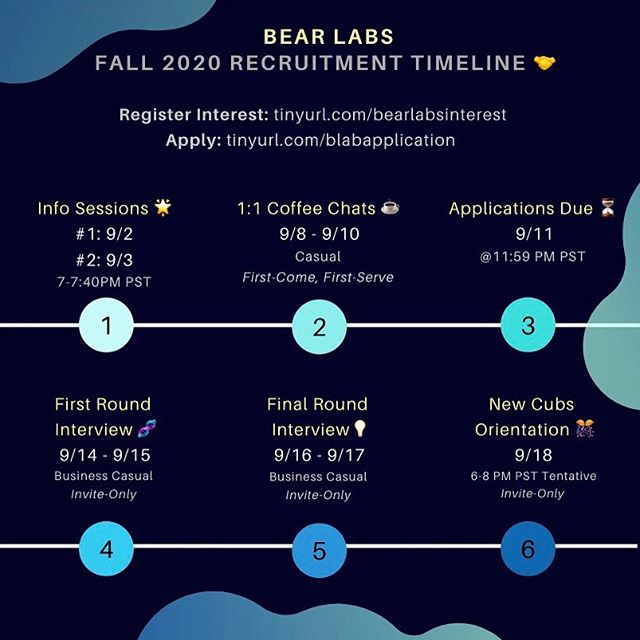 BEAR LABS
FALL 2020 RECRUITMENT TIMELINE 🤝
Register Interest: tinyurl.com/bearlabsinterest
Apply: tinyurl.com/blabapplication
Info Sessions 🌟
#1: 9/2
#2: 9/3
7-7:40PM PST
1
1:1 Coffee Chats ☕
9/8 - 9/10
Casual
First-Come, First-Serve
2
Applications Due ⏳
9/11
@11:59 PM PST
3
First Round
Interview 🧬
9/14 - 9/15
Business Casual
Invite-Only
4
Final Round
Interview 💡
9/16 - 9/17
Business Casual
Invite-Only
5
New Cubs
Orientation 🎊
9/18
6-8 PM PST Tentative
Invite-Only
6